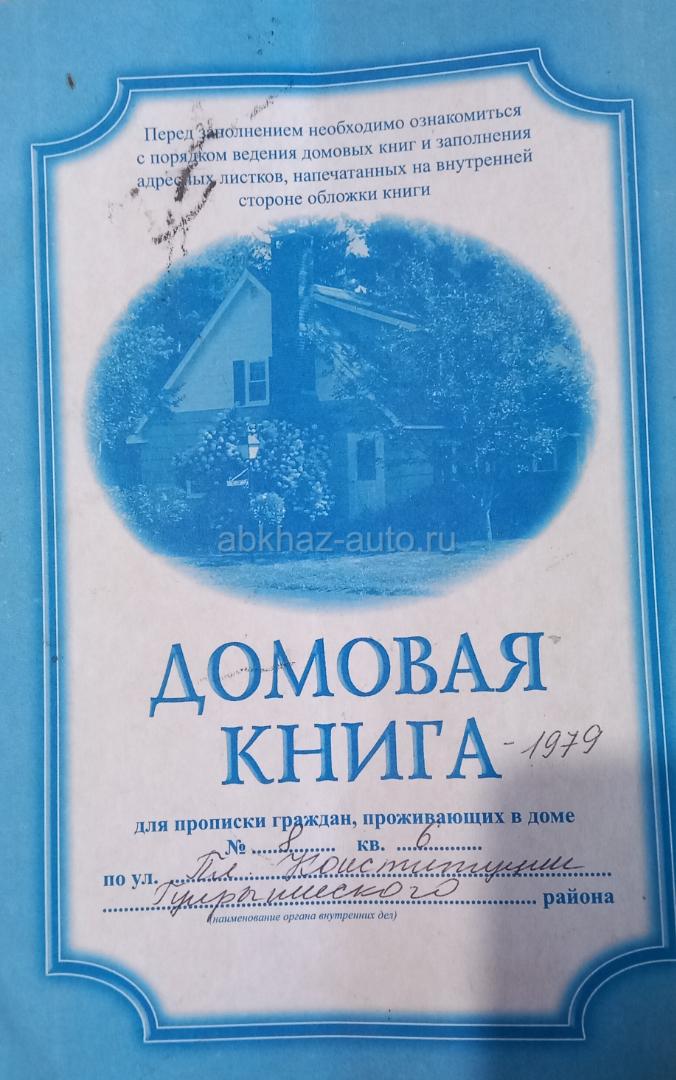 Перед заполнением необходимо ознакомиться
с порядком ведения домовых книг и заполнения
адресных листков, напечатанных на внутренней
стороне обложки книги
abkhaz-auto.ru
ДОМОВАЯ
КНИГА - 1979
для прописки граждан, проживающих в доме
№ 8 кв. 6
по ул. Пл. Конституции
района
(наименование органа внутренних дел)